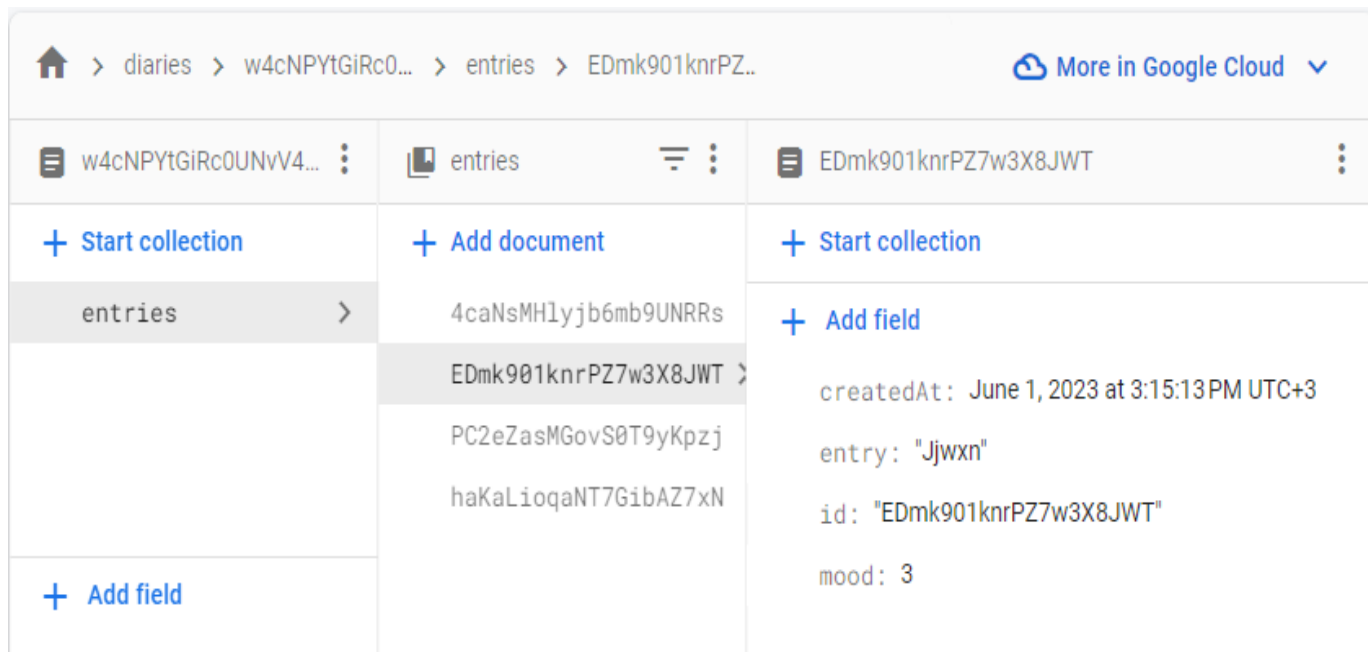 diaries > w4cNPYtGiRc0... > entries > EDmk901knrPZ..
More in Google Cloud
w4cNPYtGiRc0UNvV4...
entries
EDmk901knrPZ7w3X8JWT
+ Start collection
+ Add document
+ Start collection
entries
4caNsMHlyjb6mb9UNRRs
EDmk901knrPZ7w3X8JWT
PC2eZasMGovS0T9yKpzj
haKaLioqaNT7GibAZ7xN
+ Add field
createdAt: June 1, 2023 at 3:15:13 PM UTC+3
entry: "Jjwxn"
id: "EDmk901knrPZ7w3X8JWT"
mood: 3
+ Add field